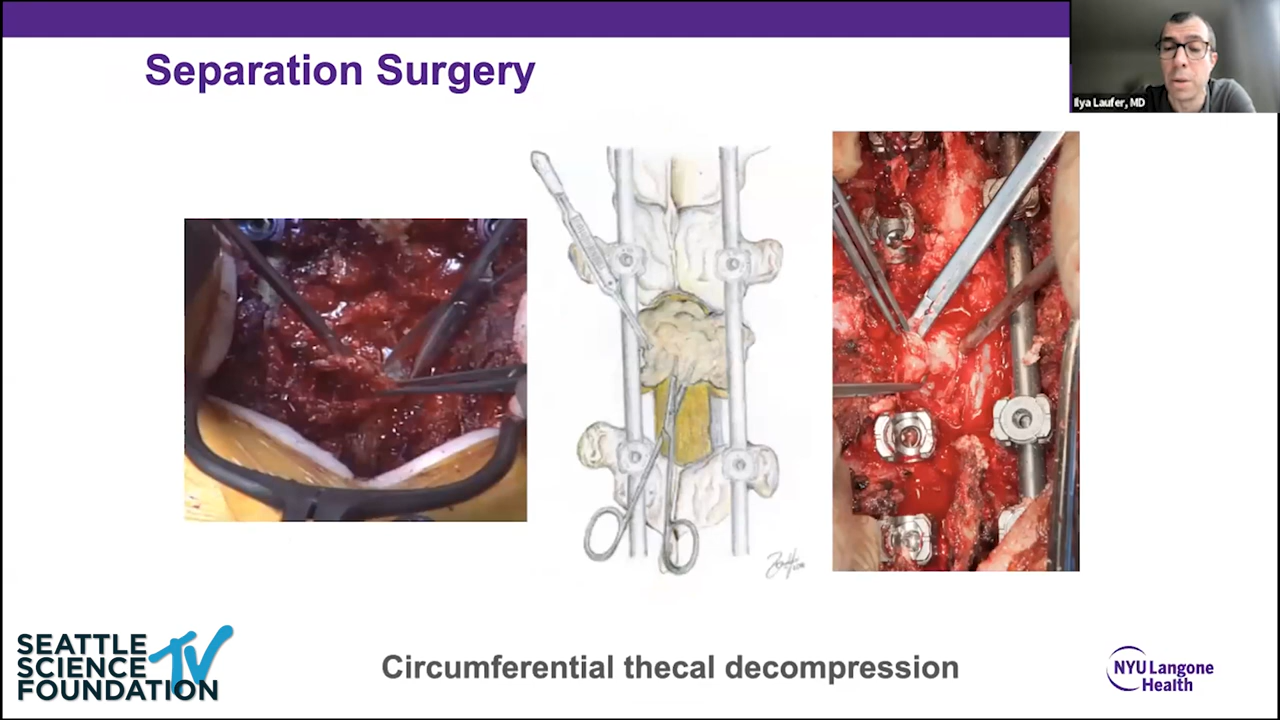 Separation Surgery
Ilya Laufer, MD
SEATTLE
SCIENCE TV
FOUNDATION
Circumferential thecal decompression
NYU Langone
Health